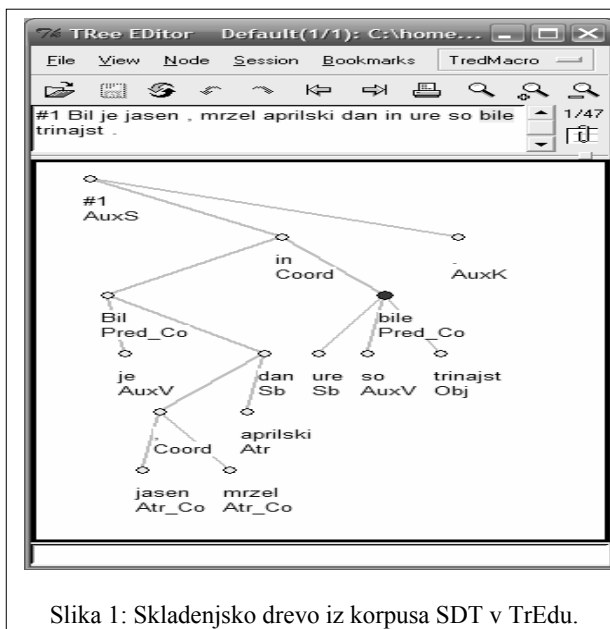 TRee EDitor Default(1/1): C:\home...
File View Node Session Bookmarks TredMacro
#1 Bil je jasen , mrzel aprilski dan in ure so bile
trinajst .
1/47
#1
AuxS
in
Coord
.
AuxK
Bil
Pred_Co
bile
Pred_Co
je
AuxV
dan
Sb
ure
Sb
so
AuxV
trinajst
Obj
,
Coord
aprilski
Atr
jasen
Atr_Co
mrzel
Atr_Co
Slika 1: Skladenjsko drevo iz korpusa SDT v TrEdu.